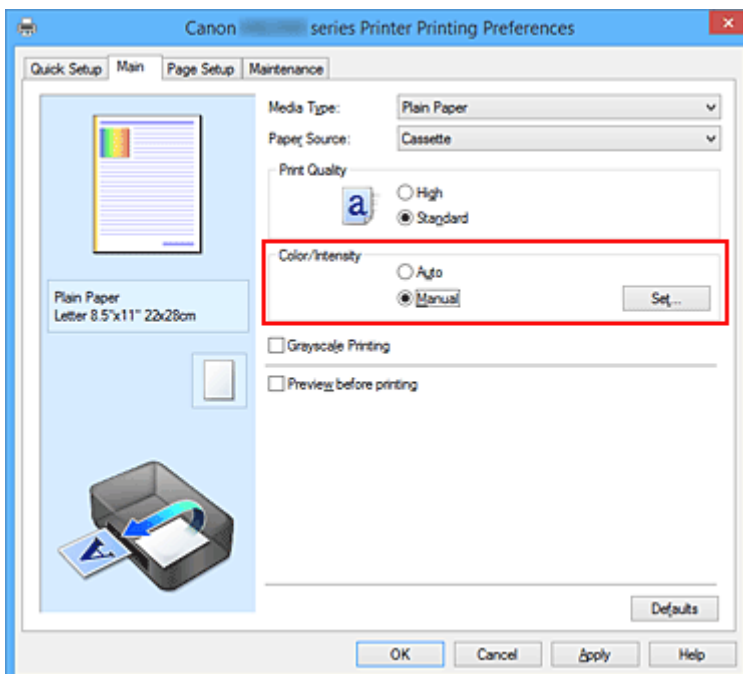 Canon series Printer Printing Preferences
Quick Setup Main Page Setup Maintenance
Media Type: Plain Paper
Paper Source: Cassette
Print Quality
a
High
Standard
Color/Intensity
Auto
Manual Set...
Plain Paper
Letter 8.5"x11" 22x28cm
Grayscale Printing
Preview before printing
A
Defaults
OK Cancel Apply Help